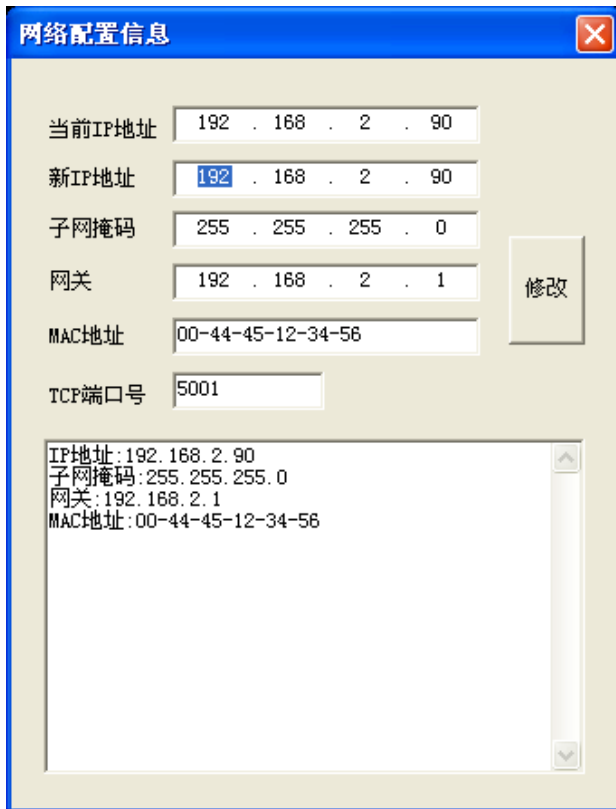 网络配置信息
当前IP地址 192 . 168 . 2 . 90
新IP地址 192 . 168 . 2 . 90
子网掩码 255 . 255 . 255 . 0
网关 192 . 168 . 2 . 1
修改
MAC地址 00-44-45-12-34-56
TCP端口号 5001
IP地址:192.168.2.90
子网掩码:255.255.255.0
网关:192.168.2.1
MAC地址:00-44-45-12-34-56